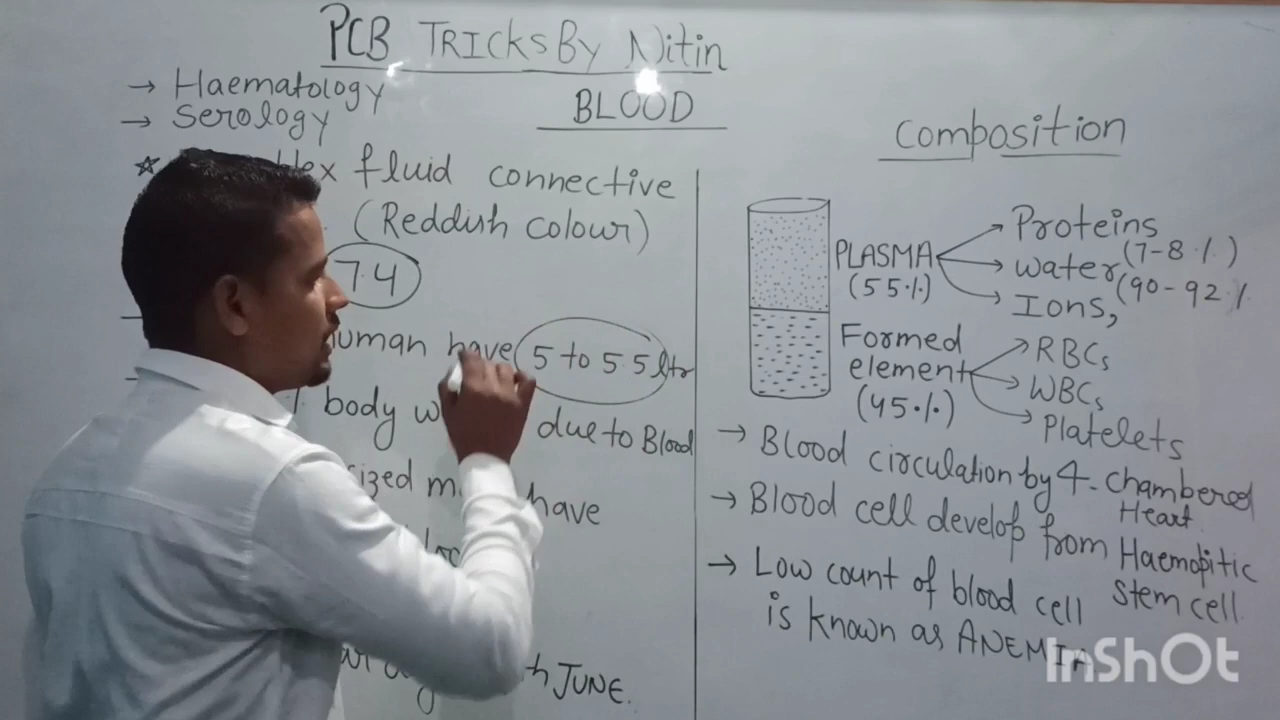 PCB TRICKS By Nitin
→ Haematology
→ Serology
BLOOD
fluid connective
(Reddish colour)
7.4
human have 5 to 5.5 ltr
% body due to Blood
sized have
JUNE.
Composition
PLASMA
(55%)
Proteins
(7-8%)
Water
(90-92%
Ions,
Formed
element
(45%)
RBCs
WBCs
Platelets
→ Blood circulation by 4-Chambered
Heart.
→ Blood cell develop from Haemopitic
Stem cell.
→ Low count of blood cell
is known as ANEMIA
InShOt